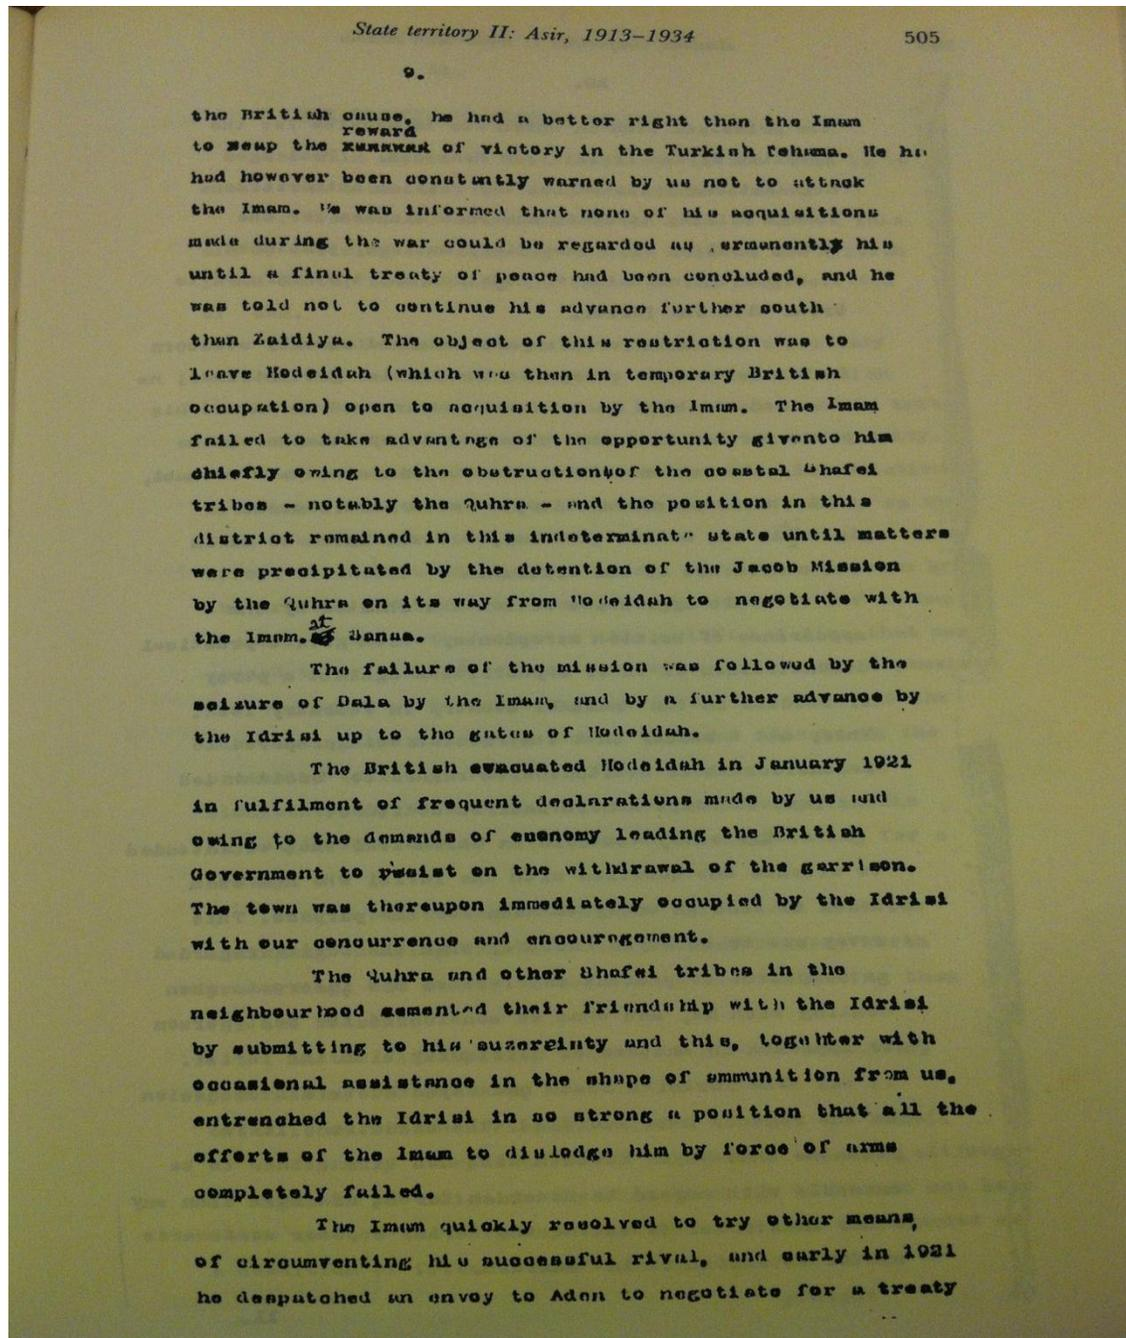 State territory II: Asir, 1913–1934 505
9.
the British cause, he had a better right than the Imam
reward
to reap the of victory in the Turkish Tehama. He
had however been constantly warned by us not to attack
the Imam. He was informed that none of his acquisitions
made during the war could be regarded as permanently his
until a final treaty of peace had been concluded, and he
was told not to continue his advance further south
than Zaidiya. The object of this restriction was to
leave Hodeidah (which was then in temporary British
occupation) open to acquisition by the Imam. The Imam
failed to take advantage of the opportunity givento him
chiefly owing to the obstruction of the coastal Shafei
tribes - notably the Quhra - and the position in this
district remained in this indeterminate state until matters
were precipitated by the detention of the Jacob Mission
by the Quhra on its way from Hodeidah to negotiate with
at
the Imam. Sanaa.
The failure of the mission was followed by the
seizure of Dala by the Imam, and by a further advance by
the Idrisi up to the gates of Hodeidah.
The British evacuated Hodeidah in January 1921
in fulfilment of frequent declarations made by us and
owing to the demands of economy leading the British
Government to on the withdrawal of the garrison.
The town was thereupon immediately occupied by the Idrisi
with our concurrence and encouragement.
The Quhra and other Shafei tribes in the
neighbourhood cemented their friendship with the Idrisi
by submitting to his suzereinty and this, togehter with
occasional assistance in the shape of ammunition from us,
entrenched the Idrisi in so strong a position that all the
efforts of the Imam to dislodge him by force of arms
completely failed.
The Imam quickly resolved to try other means,
of circumventing his successful rival, and early in 1921
he despatched an envoy to Aden to negotiate for a treaty